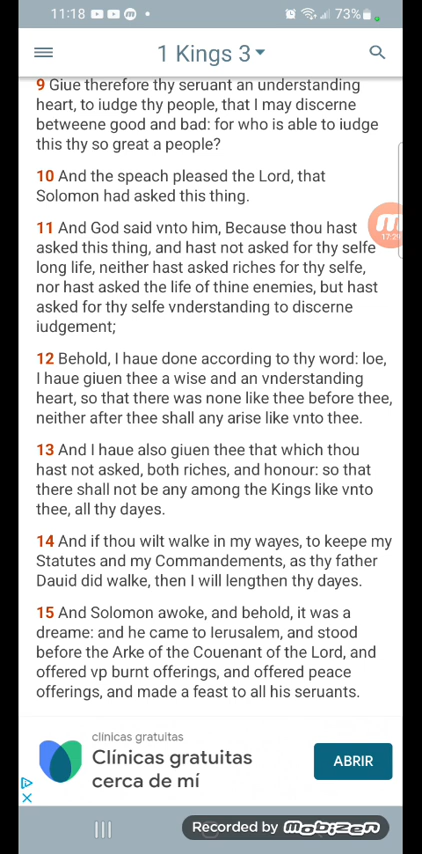 11:18
73%
1 Kings 3
9 Giue therefore thy seruant an understanding
heart, to iudge thy people, that I may discerne
betweene good and bad: for who is able to iudge
this thy so great a people?
10 And the speach pleased the Lord, that
Solomon had asked this thing.
11 And God said vnto him, Because thou hast
asked this thing, and hast not asked for thy selfe
long life, neither hast asked riches for thy selfe,
nor hast asked the life of thine enemies, but hast
asked for thy selfe vnderstanding to discerne
iudgement;
17:29
12 Behold, I haue done according to thy word: loe,
I haue giuen thee a wise and an vnderstanding
heart, so that there was none like thee before thee,
neither after thee shall any arise like vnto thee.
13 And I haue also giuen thee that which thou
hast not asked, both riches, and honour: so that
there shall not be any among the Kings like vnto
thee, all thy dayes.
14 And if thou wilt walke in my wayes, to keepe my
Statutes and my Commandements, as thy father
Dauid did walke, then I will lengthen thy dayes.
15 And Solomon awoke, and behold, it was a
dreame: and he came to Ierusalem, and stood
before the Arke of the Couenant of the Lord, and
offered vp burnt offerings, and offered peace
offerings, and made a feast to all his seruants.
clínicas gratuitas
Clínicas gratuitas
cerca de mí
ABRIR
Recorded by mobizen